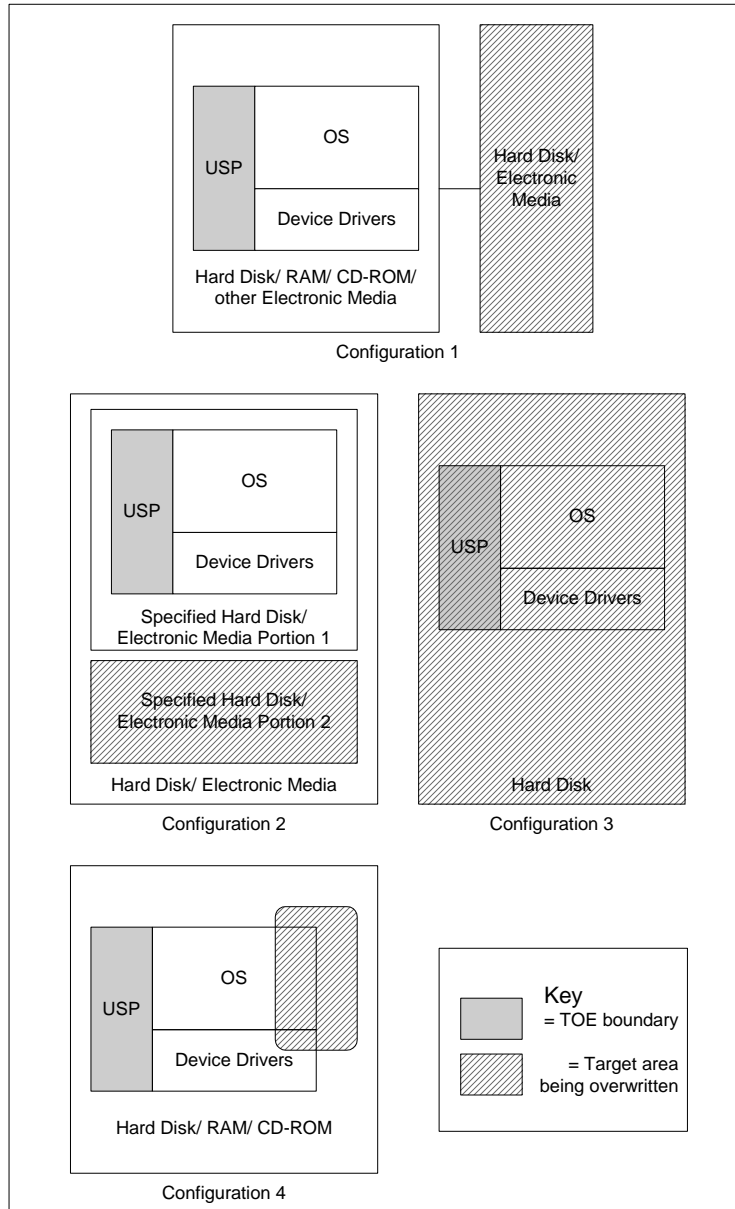 OS
USP
Device Drivers
Hard Disk/ RAM/ CD-ROM/
other Electronic Media
Hard Disk/
Electronic
Media
Configuration 1
OS
USP
Device Drivers
Specified Hard Disk/
Electronic Media Portion 1
Specified Hard Disk/
Electronic Media Portion 2
Hard Disk/ Electronic Media
Configuration 2
OS
USP
Device Drivers
Hard Disk
Configuration 3
OS
USP
Device Drivers
Hard Disk/ RAM/ CD-ROM
Configuration 4
Key
= TOE boundary
= Target area
being overwritten